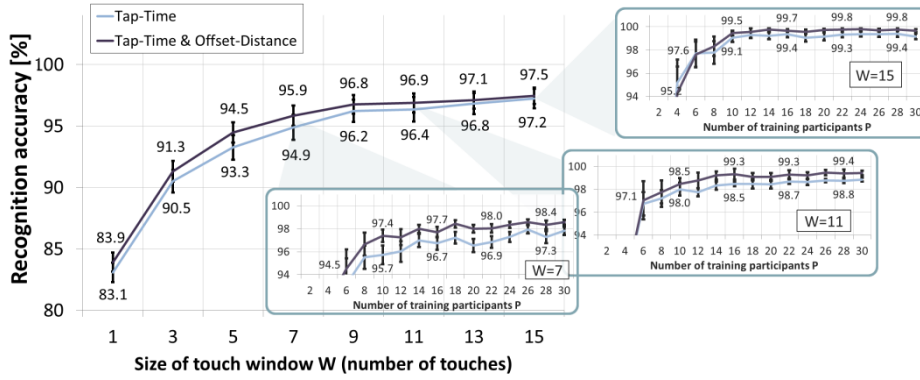 Tap-Time
Tap-Time & Offset-Distance
Recognition accuracy [%]
100
95
90
85
80
83.9 91.3 94.5 95.9 96.8 96.9 97.1 97.5
83.1 90.5 93.3 94.9 96.2 96.4 96.8 97.2
1 3 5 7 9 11 13 15
Size of touch window W (number of touches)
100
98
96
94
97.6 99.5 99.7 99.8 99.8
99.1 99.4 99.3 99.4
W=15
2 4 6 8 10 12 14 16 18 20 22 24 26 28 30
Number of training participants P
98
96
94
97.1 98.5 99.3 99.3 99.4
98.0 98.5 98.7 98.8
W=11
2 4 6 8 10 12 14 16 18 20 22 24 26 28 30
Number of training participants P
100
98
96
94
94.5 97.4 97.7 98.0 98.4
95.7 96.7 96.9 97.3
W=7
2 4 6 8 10 12 14 16 18 20 22 24 26 28 30
Number of training participants P